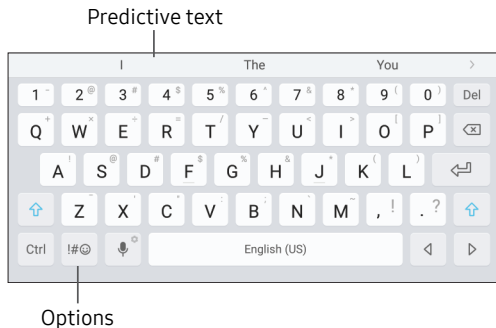 Predictive text
I The You >
1 - 2 @ 3 # 4 $ 5 % 6 ^ 7 & 8 * 9 ( 0 ) Del
Q + W × E ÷ R = T / Y _ U < I > O [ P ]
A ! S @ D # F $ G % H & J * K ( L )
Z X C V B N M , ! . ?
Ctrl !#☺ English (US)
Options